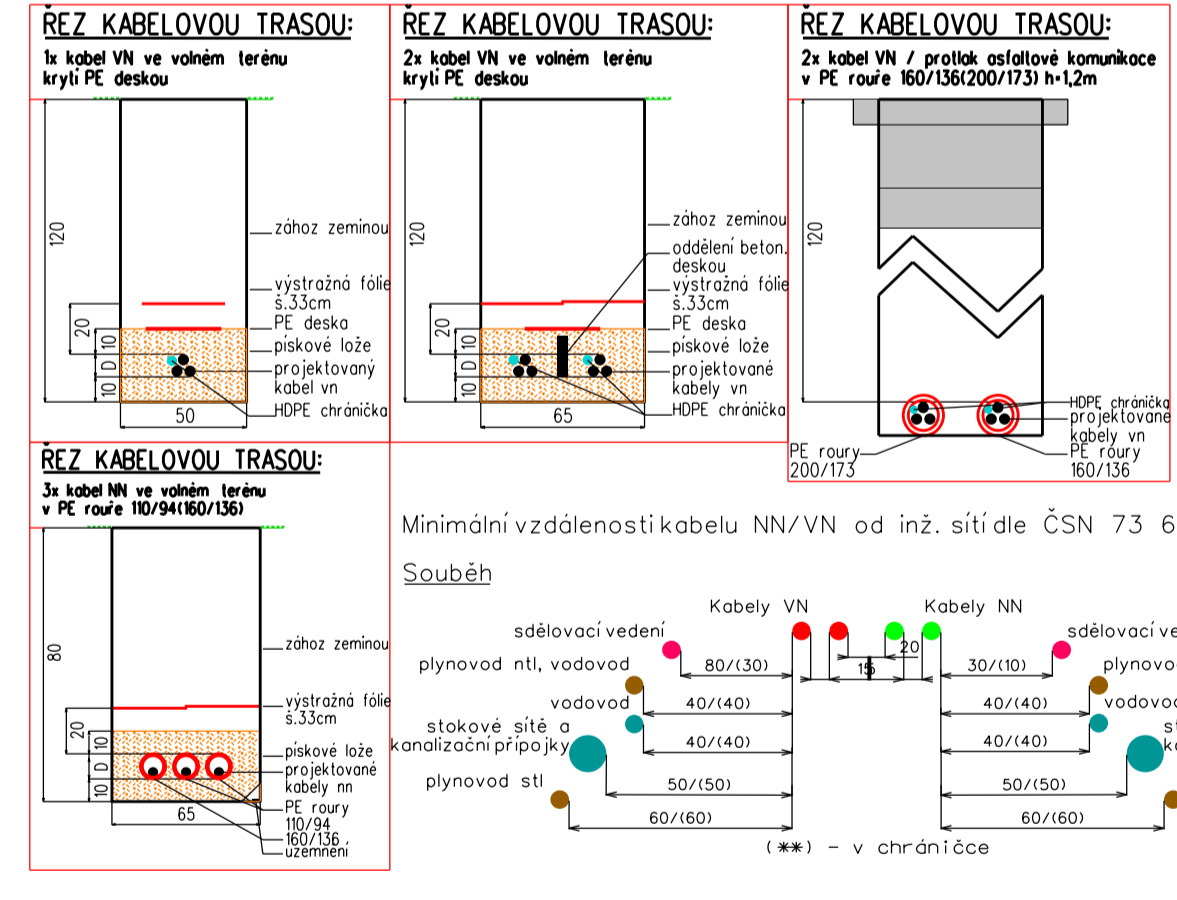 ŘEZ KABELOVOU TRASOU:
1x kabel VN ve volném terénu
krytí PE deskou
120
20
10
D
10
50
zához zeminou
výstražná fólie
š.33cm
PE deska
pískové lože
projektovaný
kabel vn
HDPE chránička
ŘEZ KABELOVOU TRASOU:
2x kabel VN ve volném terénu
krytí PE deskou
120
20
10
D
10
65
zához zeminou
oddělení beton.
deskou
výstražná fólie
š.33cm
PE deska
pískové lože
projektované
kabely vn
HDPE chránička
ŘEZ KABELOVOU TRASOU:
2x kabel VN / protlak asfaltové komunikace
v PE rouře 160/136(200/173) h=1,2m
120
HDPE chránička
projektované
kabely vn
PE roury
200/173
PE roury
160/136
ŘEZ KABELOVOU TRASOU:
3x kabel NN ve volném terénu
v PE rouře 110/94(160/136)
80
20
10
D
10
65
zához zeminou
výstražná fólie
š.33cm
pískové lože
projektované
kabely nn
PE roury
110/94
160/136
uzemnění
Minimální vzdálenosti kabelu NN/VN od inž. sítí dle ČSN 73 6
Souběh
Kabely VN
Kabely NN
sdělovací vedení
80/(30)
20
30/(10)
sdělovací ve
plynovod ntl, vodovod
40/(40)
40/(40)
plynovo
vodovod
40/(40)
40/(40)
vodovo
stokové sítě a
kanalizační přípojky
50/(50)
50/(50)
st
ka
plynovod stl
60/(60)
60/(60)
(**) - v chráničce